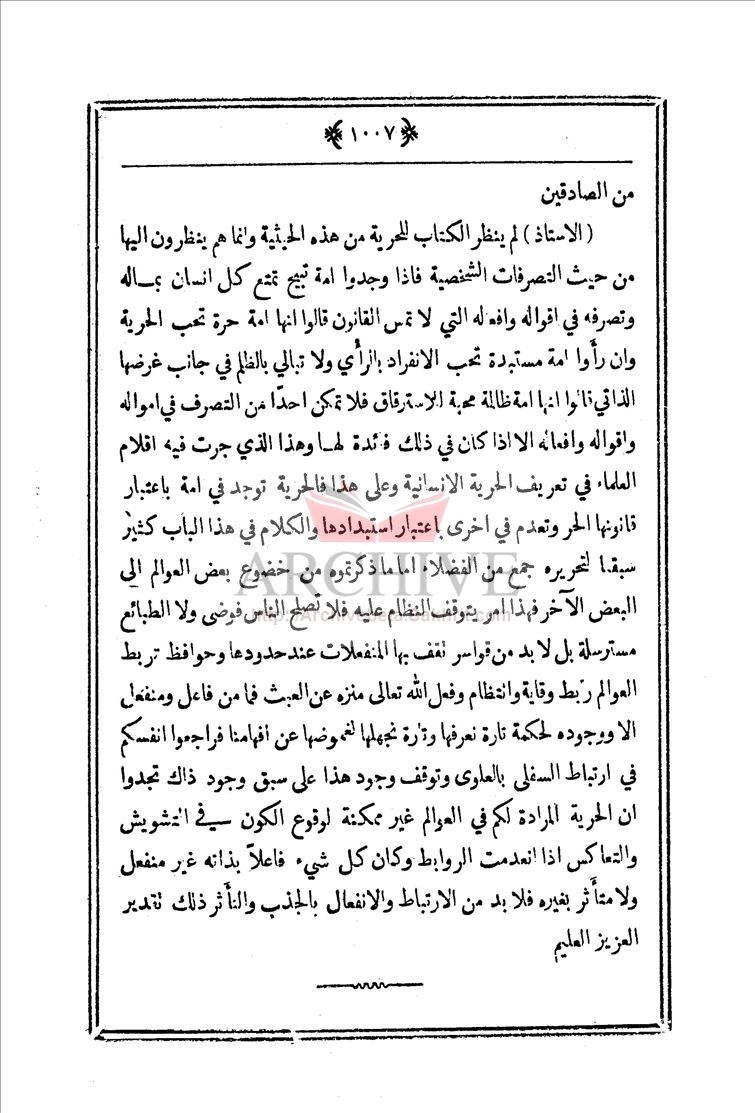 ١٠٠٧
من الصادقين
(الاستاذ) لم ينظر الكتاب للحرية من هذه الحيثية وانما هم ينظرون اليها
من حيث التصرفات الشخصية فاذا وجدوا امة تبيح تمتع كل انسان بماله
وتصرفه في اقواله وافعاله التي لا تمس القانون قالوا انها امة حرة تحب الحرية
وان رأوا امة مستبدة تحب الانفراد بالرأي ولا تبالي بالظلم في جانب غرضها
الذاتي قالوا انها امة ظالمة محبة للاسترقاق فلا تمكن احدًا من التصرف في امواله
واقواله وافعاله الا اذا كان في ذلك فائدة لها وهذا الذي جرت فيه اقلام
العلماء في تعريف الحرية الانسانية وعلى هذا فالحرية توجد في امة باعتبار
قانونها الحر وتعدم في اخرى باعتبار استبدادها والكلام في هذا الباب كثير
سبقنا لتحريره جمع من الفضلاء اما ما ذكرتموه من خضوع بعض العوالم الى
البعض الآخر فهذا امر يتوقف النظام عليه فلا تصلح الناس فوضى ولا الطبائع
مسترسلة بل لا بد من قواسر تقف بها المنفعلات عند حدودها وحوافظ تربط
العوالم ربط وقاية وانتظام وفعل الله تعالى منزه عن العبث فما من فاعل ومنفعل
الا ووجوده لحكمة تارة نعرفها وتارة نجهلها لغموضها عن افهامنا فراجعوا انفسكم
في ارتباط السفلى بالعلوى وتوقف وجود هذا على سبق وجود ذاك تجدوا
ان الحرية المرادة لكم في العوالم غير ممكنة لوقوع الكون في التشويش
والتعاكس اذا انعدمت الروابط وكان كل شيء فاعلاً بذاته غير منفعل
ولا متأثر بغيره فلا بد من الارتباط والانفعال بالجذب والتأثر ذلك تقدير
العزيز العليم
ARCHIVE